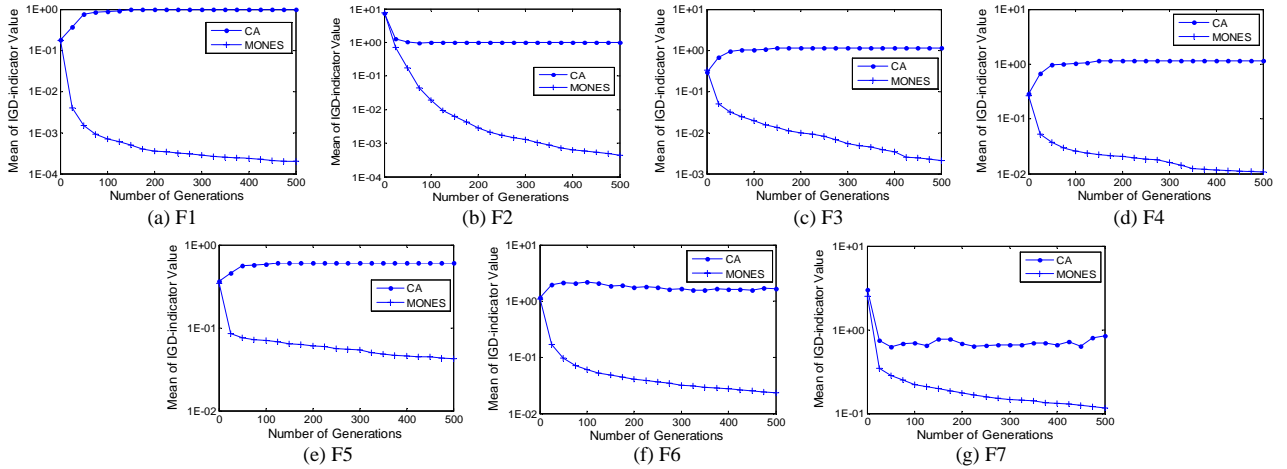 Mean of IGD-indicator Value
1E+00
1E-01
1E-02
1E-03
1E-04
CA
MONES
0 100 200 300 400 500
Number of Generations
(a) F1
Mean of IGD-indicator Value
1E+01
1E+00
1E-01
1E-02
1E-03
1E-04
CA
MONES
0 100 200 300 400 500
Number of Generations
(b) F2
Mean of IGD-indicator Value
1E+01
1E+00
1E-01
1E-02
1E-03
CA
MONES
0 100 200 300 400 500
Number of Generations
(c) F3
Mean of IGD-indicator Value
1E+01
1E+00
1E-01
1E-02
CA
MONES
0 100 200 300 400 500
Number of Generations
(d) F4
Mean of IGD-indicator Value
1E+00
1E-01
1E-02
CA
MONES
0 100 200 300 400 500
Number of Generations
(e) F5
Mean of IGD-indicator Value
1E+01
1E+00
1E-01
1E-02
CA
MONES
0 100 200 300 400 500
Number of Generations
(f) F6
Mean of IGD-indicator Value
1E+01
1E+00
1E-01
CA
MONES
0 100 200 300 400 500
Number of Generations
(g) F7